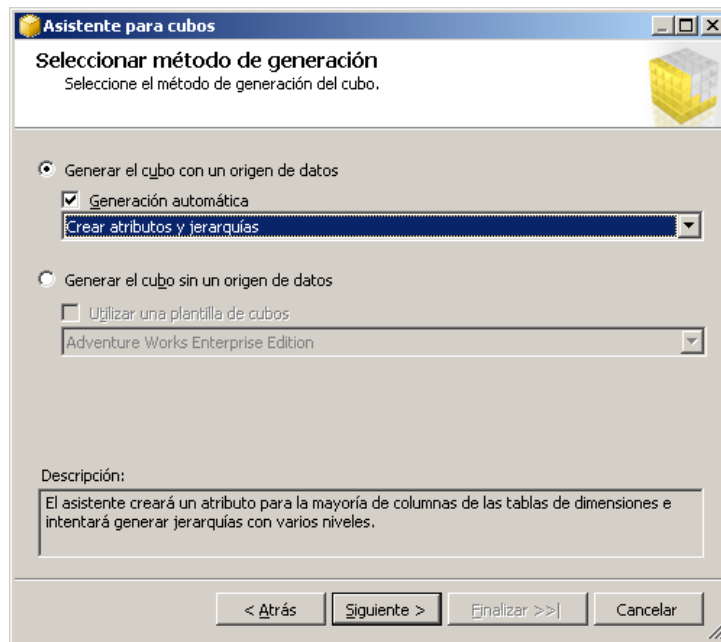 Asistente para cubos
Seleccionar método de generación
Seleccione el método de generación del cubo.
Generar el cubo con un origen de datos
Generación automática
Crear atributos y jerarquías
Generar el cubo sin un origen de datos
Utilizar una plantilla de cubos
Adventure Works Enterprise Edition
Descripción:
El asistente creará un atributo para la mayoría de columnas de las tablas de dimensiones e
intentará generar jerarquías con varios niveles.
< Atrás Siguiente > Finalizar >>| Cancelar